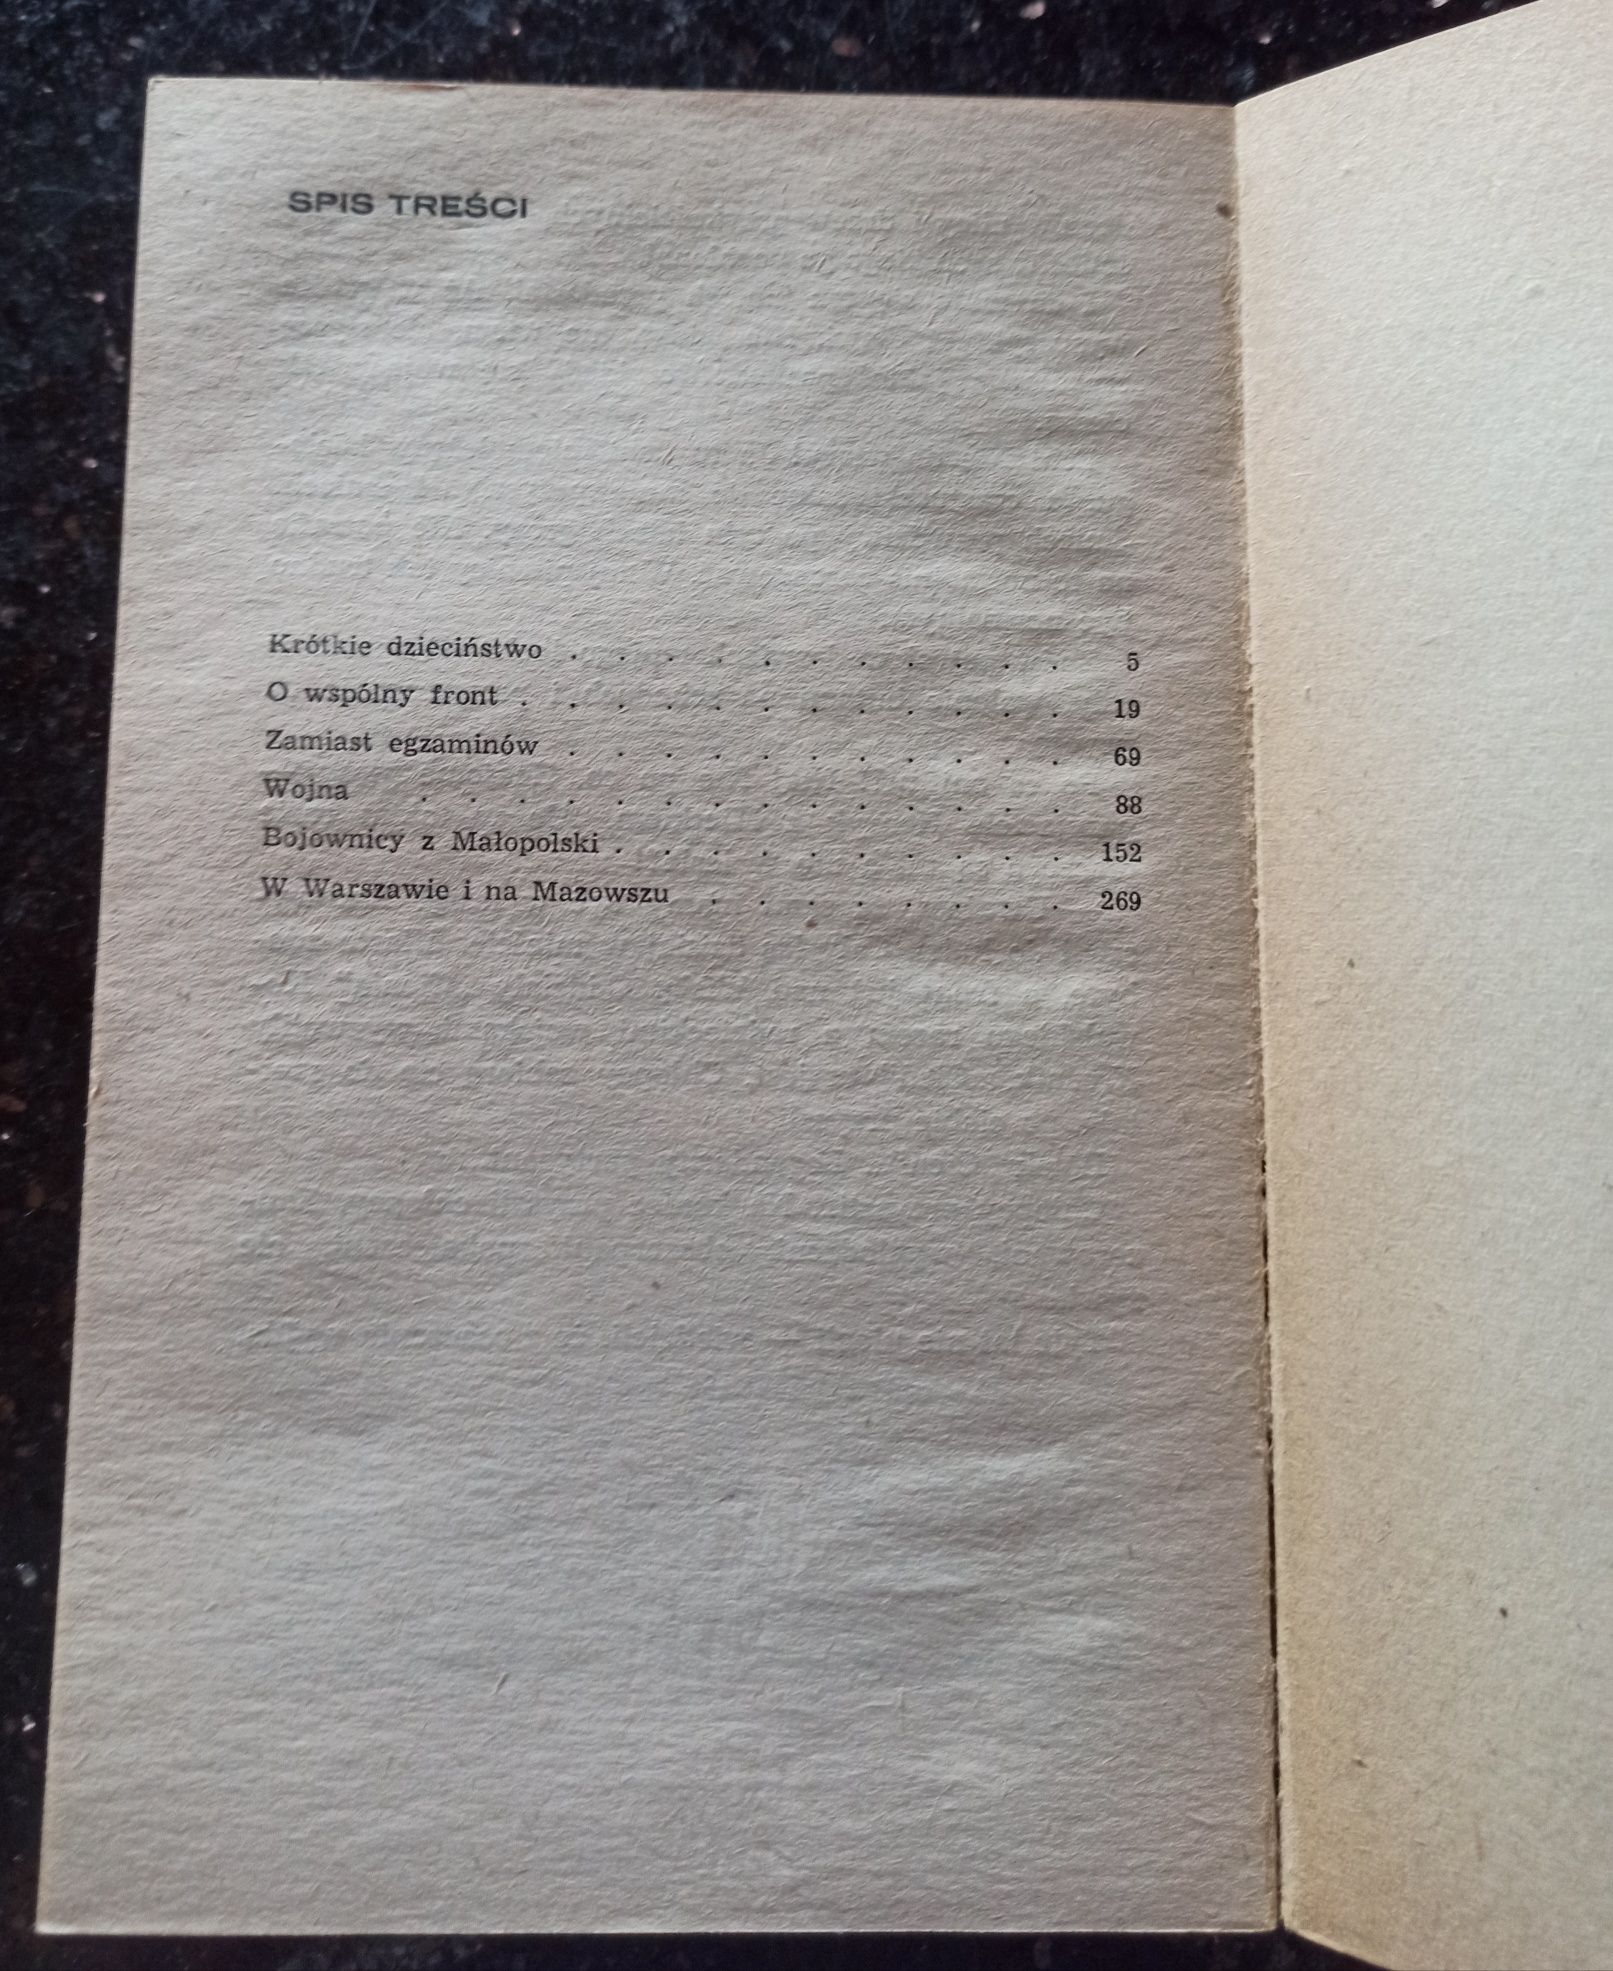 SPIS TREŚCI
Krótkie dzieciństwo . . . . . . . . . . . 5
O wspólny front . . . . . . . . . . . . 19
Zamiast egzaminów . . . . . . . . . . . 69
Wojna . . . . . . . . . . . . . . 88
Bojownicy z Małopolski . . . . . . . . . . 152
W Warszawie i na Mazowszu . . . . . . . . 269